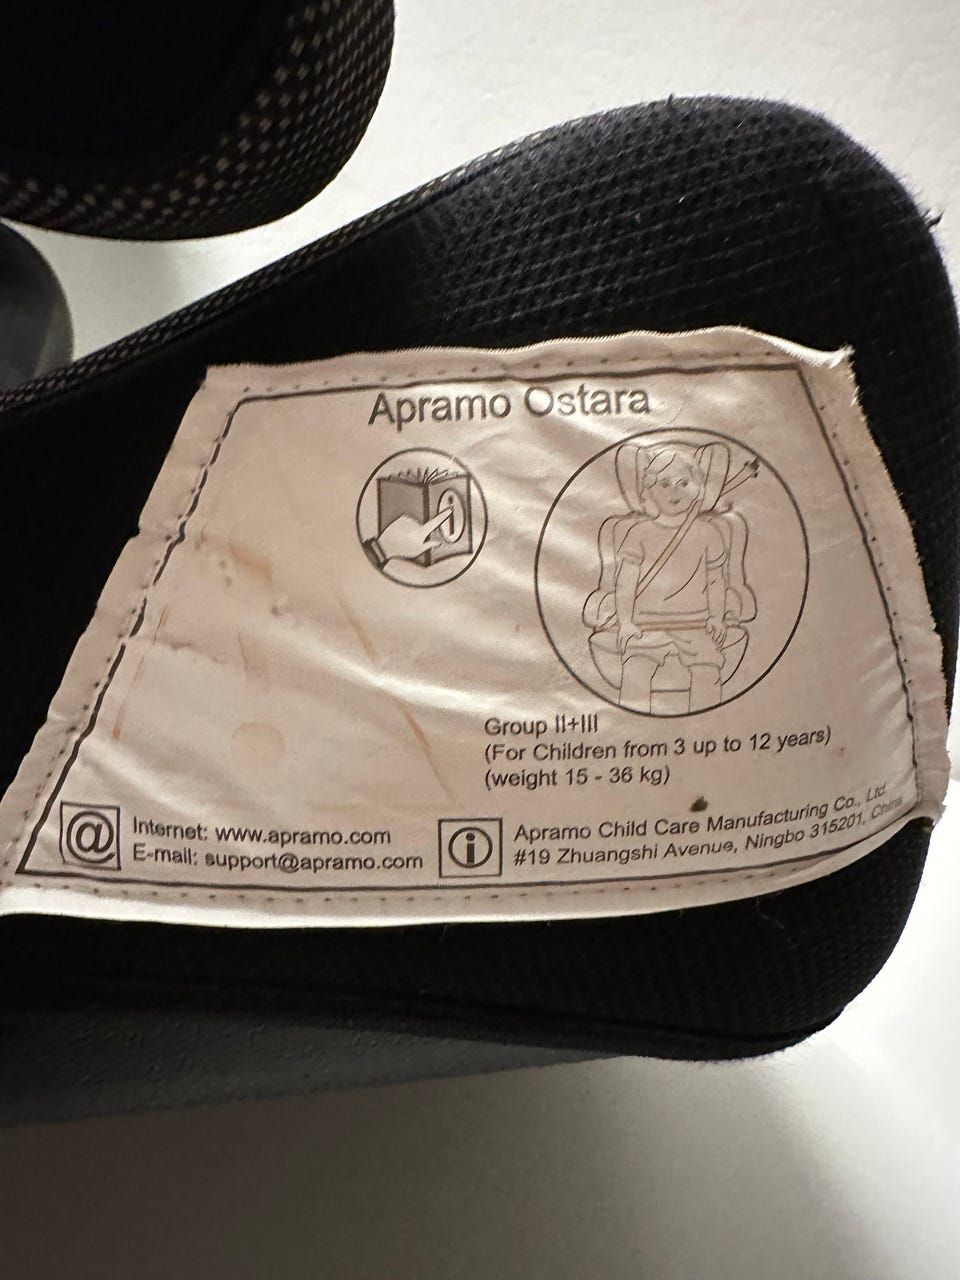 Apramo Ostara
Group II+III
(For Children from 3 up to 12 years)
(weight 15 - 36 kg)
@
Internet: www.apramo.com
E-mail: support@apramo.com
i
Apramo Child Care Manufacturing Co., Ltd.
#19 Zhuangshi Avenue, Ningbo 315201, China